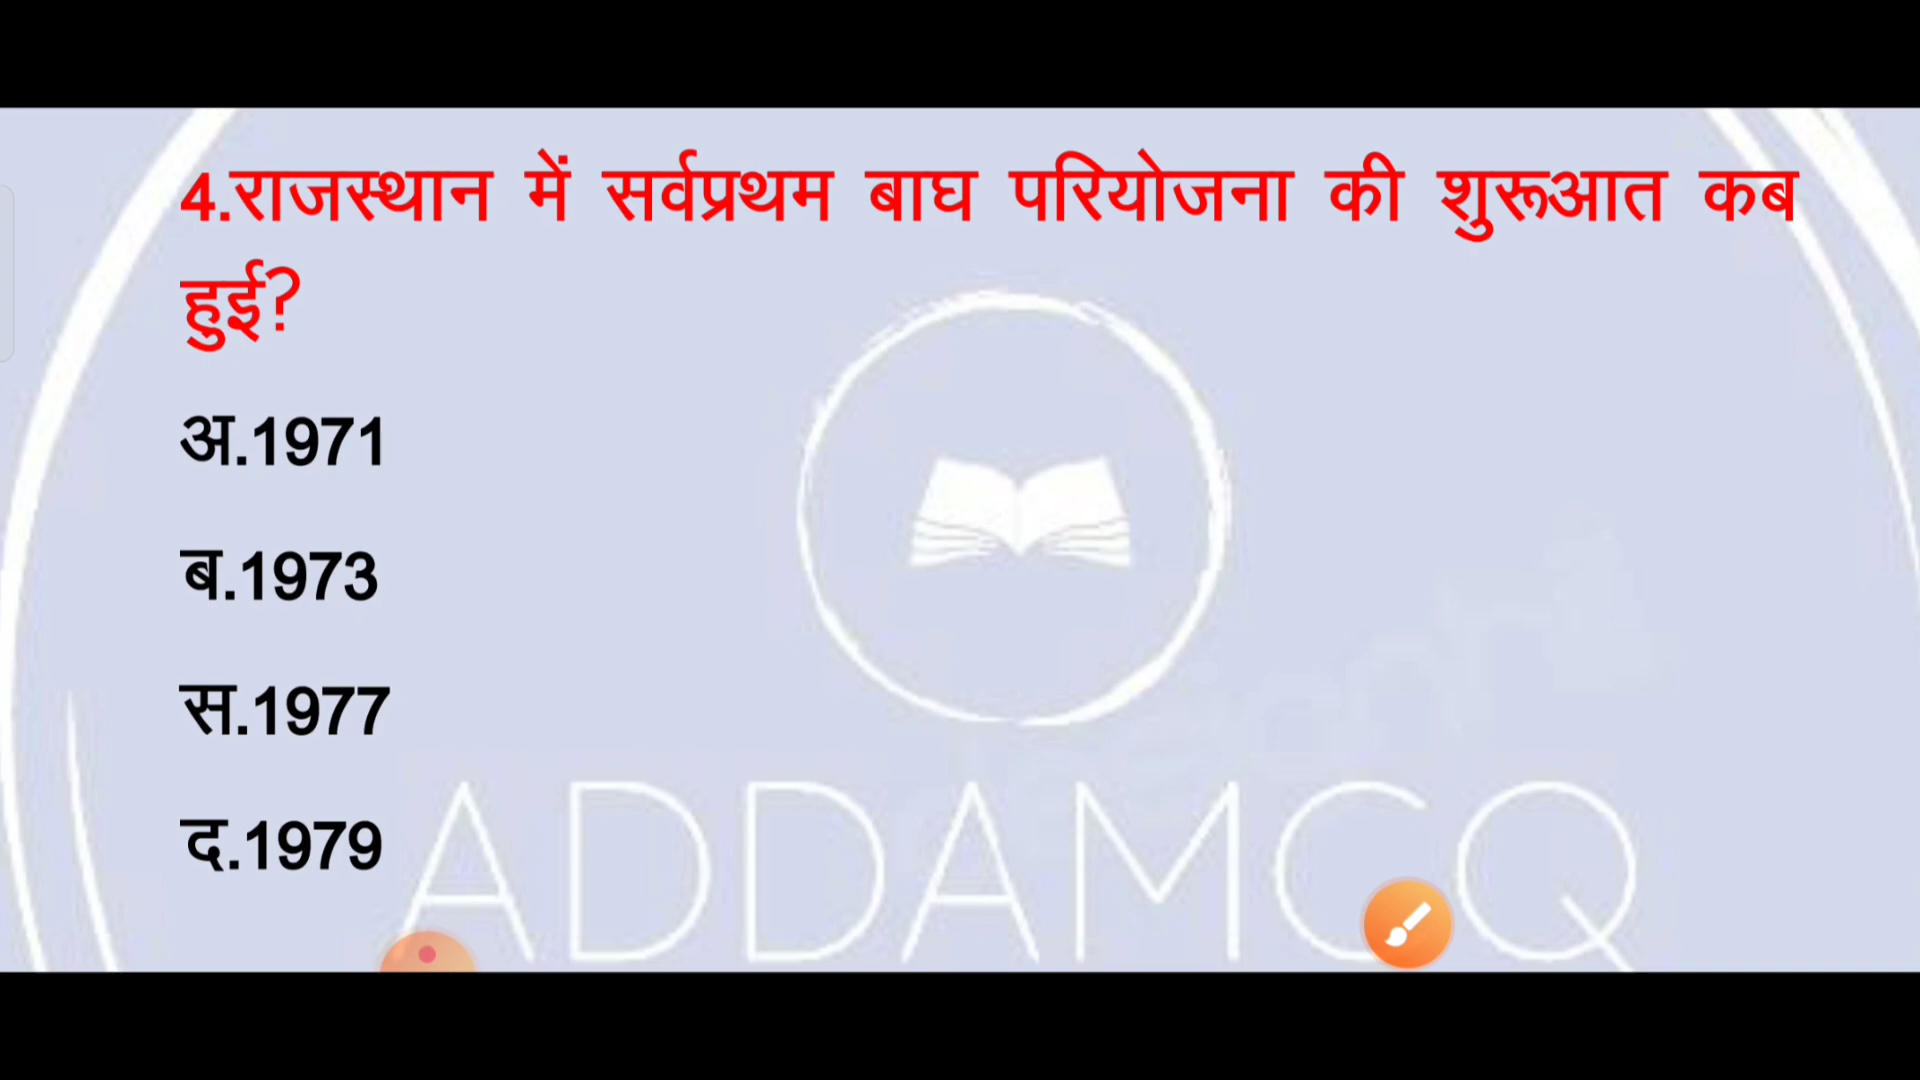 4.राजस्थान में सर्वप्रथम बाघ परियोजना की शुरूआत कब
हुई?
अ.1971
ब.1973
स.1977
द.1979
ADDAMCQ